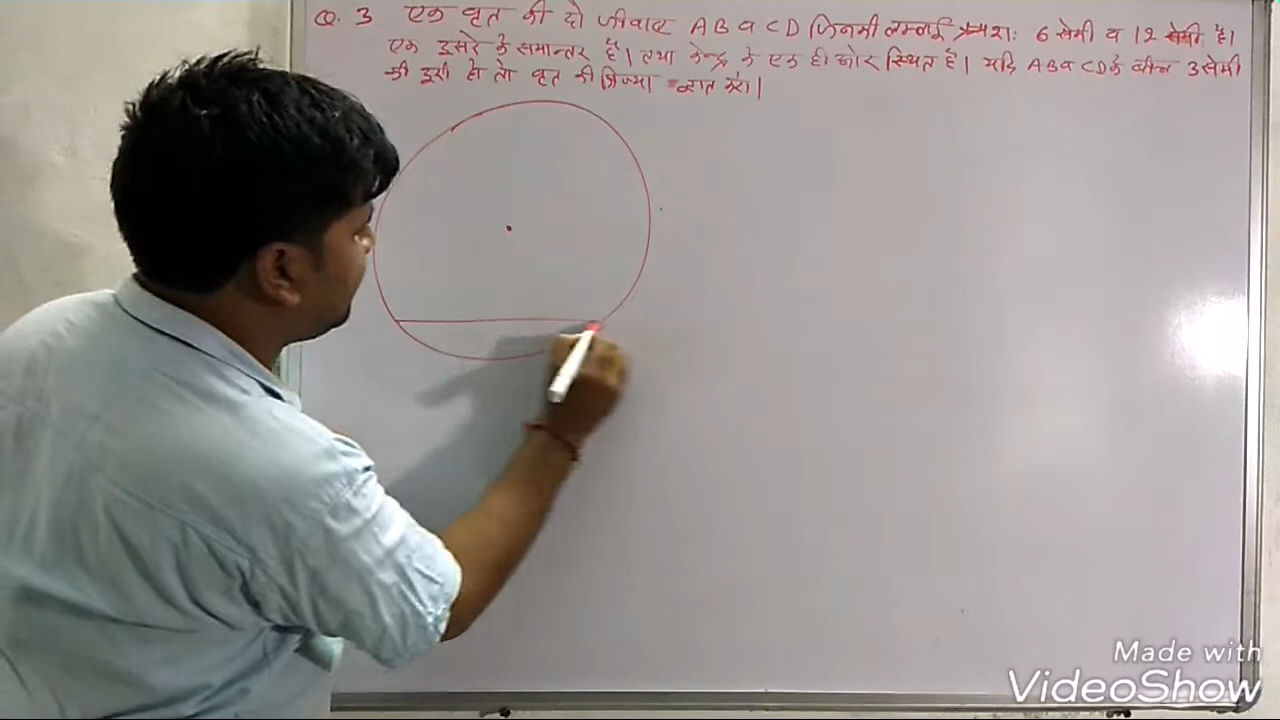 Q. 3 एक वृत की दो जीवाए AB व CD जिनकी लम्बाई क्रमश: 6 सेमी व 12 सेमी है।
एक दुसरे के समान्तर है। तथा केन्द्र के एक ही ओर स्थित है। यदि AB व CD के बीच 3 सेमी
की दुरी हो तो वृत की त्रिज्या ज्ञात करो।
Made with
VideoShow